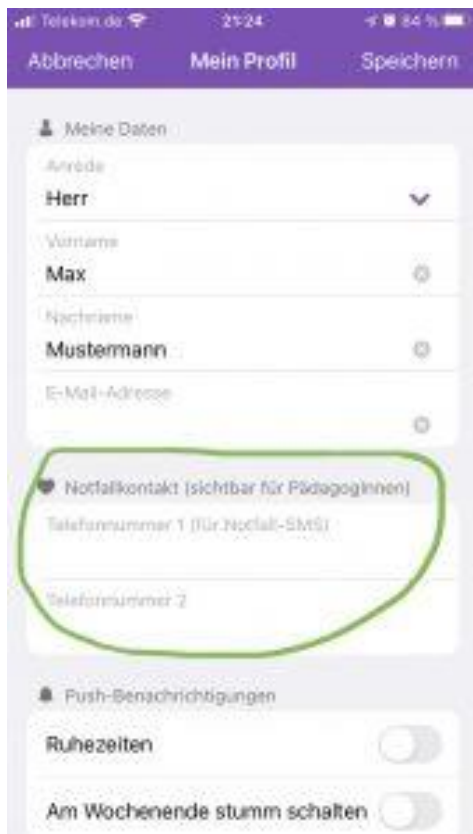 Telekom.de
21:24
84 %
Abbrechen
Mein Profil
Speichern
Meine Daten
Anrede
Herr
Vorname
Max
Nachname
Mustermann
E-Mail-Adresse
Notfallkontakt (sichtbar für PädagogInnen)
Telefonnummer 1 (für Notfall-SMS)
Telefonnummer 2
Push-Benachrichtigungen
Ruhezeiten
Am Wochenende stumm schalten